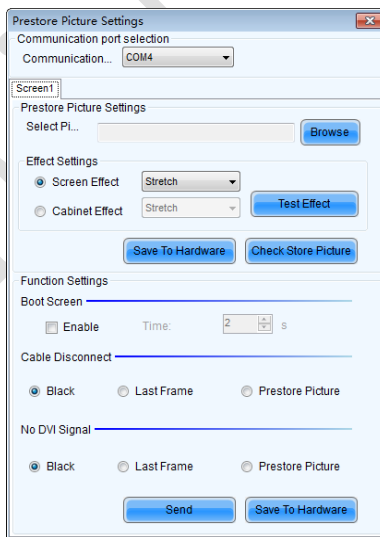 Prestore Picture Settings
Communication port selection
Communication... COM4
Screen1
Prestore Picture Settings
Select Pi... Browse
Effect Settings
Screen Effect Stretch
Cabinet Effect Stretch Test Effect
Save To Hardware Check Store Picture
Function Settings
Boot Screen
Enable Time: 2 s
Cable Disconnect
Black Last Frame Prestore Picture
No DVI Signal
Black Last Frame Prestore Picture
Send Save To Hardware